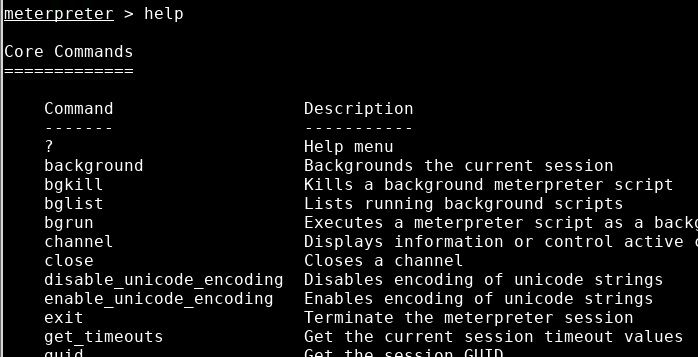 meterpreter > help
Core Commands
=============
Command Description
------- -----------
? Help menu
background Backgrounds the current session
bgkill Kills a background meterpreter script
bglist Lists running background scripts
bgrun Executes a meterpreter script as a
channel Displays information or control active
close Closes a channel
disable_unicode_encoding Disables encoding of unicode strings
enable_unicode_encoding Enables encoding of unicode strings
exit Terminate the meterpreter session
get_timeouts Get the current session timeout values
guid Get the session GUID